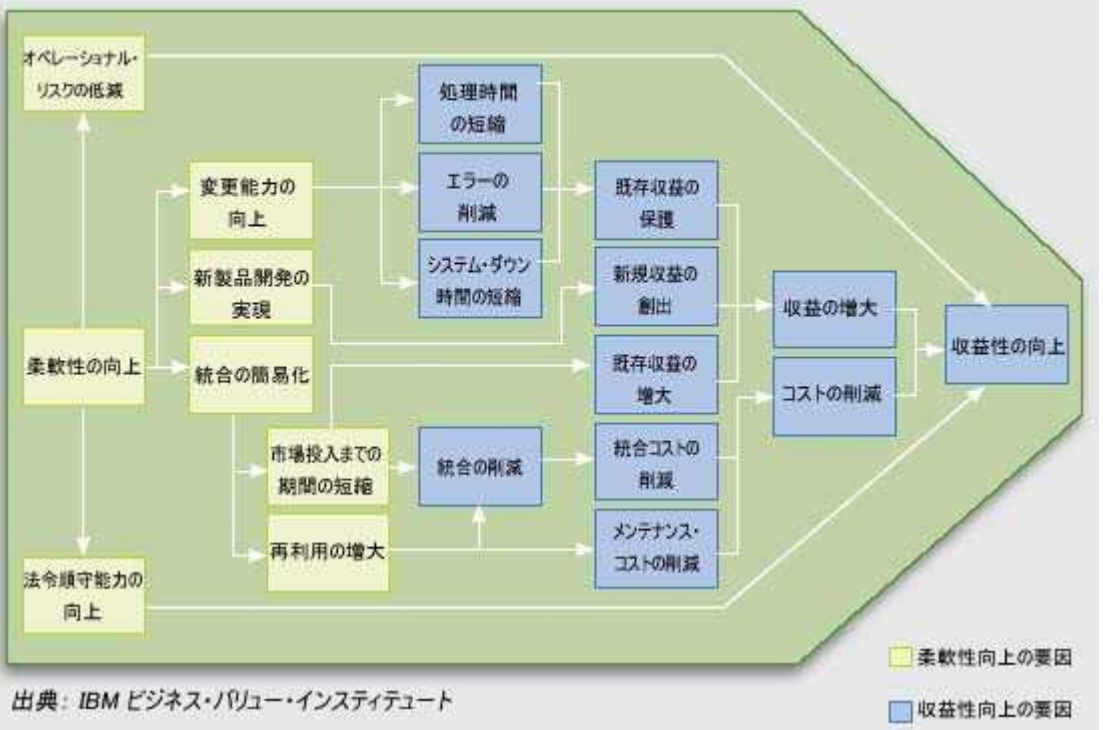 オペレーショナル・
リスクの低減
処理時間
の短縮
変更能力の
向上
エラーの
削減
既存収益の
保護
システム・ダウン
時間の短縮
新製品開発の
実現
新規収益の
創出
収益の増大
収益性の向上
柔軟性の向上
統合の簡易化
既存収益の
増大
コストの削減
市場投入までの
期間の短縮
統合の削減
統合コストの
削減
再利用の増大
メンテナンス・
コストの削減
法令順守能力の
向上
柔軟性向上の要因
出典: IBM ビジネス・バリュー・インスティテュート
収益性向上の要因